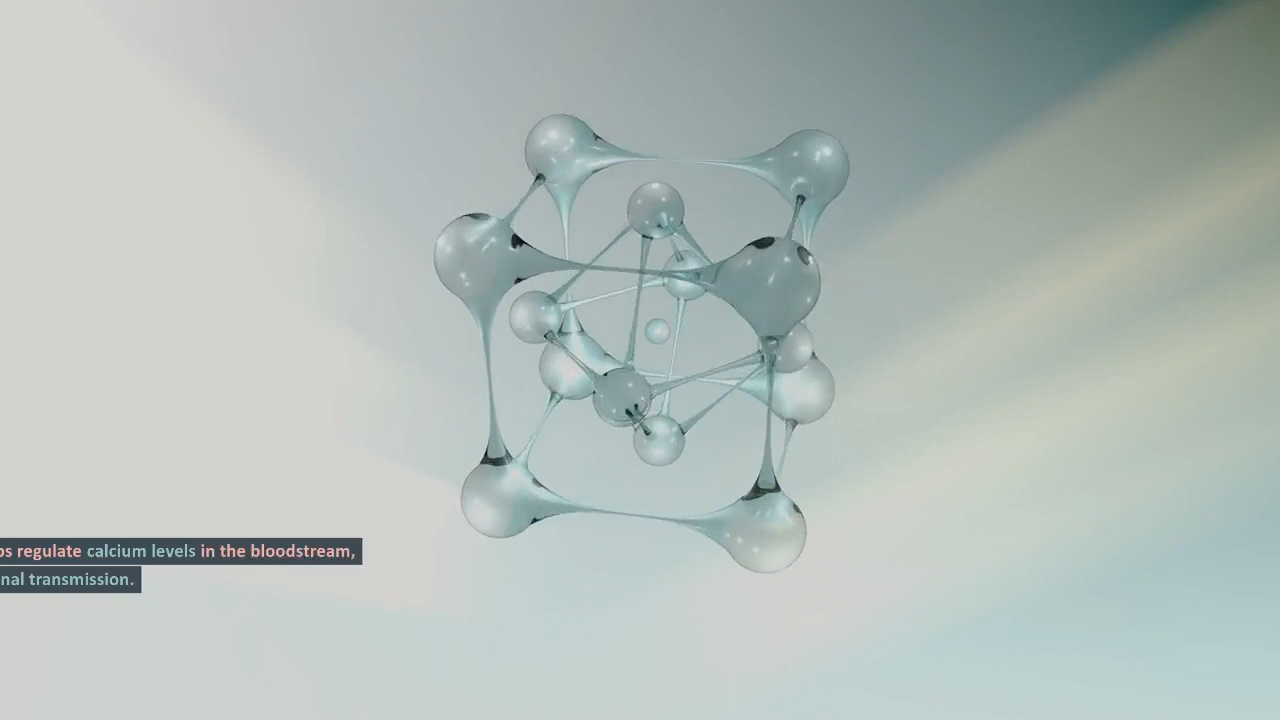 regulate calcium levels in the bloodstream,
transmission.